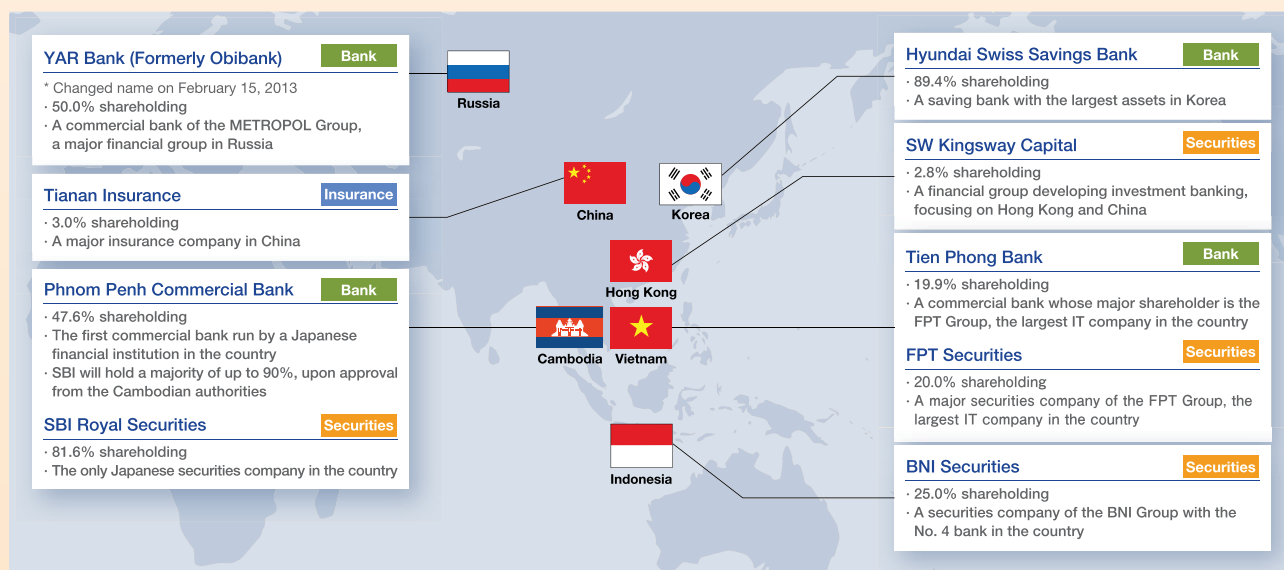 YAR Bank (Formerly Obibank)
Bank
* Changed name on February 15, 2013
· 50.0% shareholding
· A commercial bank of the METROPOL Group,
a major financial group in Russia
Tianan Insurance
Insurance
· 3.0% shareholding
· A major insurance company in China
Phnom Penh Commercial Bank
Bank
· 47.6% shareholding
· The first commercial bank run by a Japanese
financial institution in the country
· SBI will hold a majority of up to 90%, upon approval
from the Cambodian authorities
SBI Royal Securities
Securities
· 81.6% shareholding
· The only Japanese securities company in the country
Russia
China
Korea
Hong Kong
Cambodia
Vietnam
Indonesia
Hyundai Swiss Savings Bank
Bank
· 89.4% shareholding
· A saving bank with the largest assets in Korea
SW Kingsway Capital
Securities
· 2.8% shareholding
· A financial group developing investment banking,
focusing on Hong Kong and China
Tien Phong Bank
Bank
· 19.9% shareholding
· A commercial bank whose major shareholder is the
FPT Group, the largest IT company in the country
FPT Securities
Securities
· 20.0% shareholding
· A major securities company of the FPT Group, the
largest IT company in the country
BNI Securities
Securities
· 25.0% shareholding
· A securities company of the BNI Group with the
No. 4 bank in the country